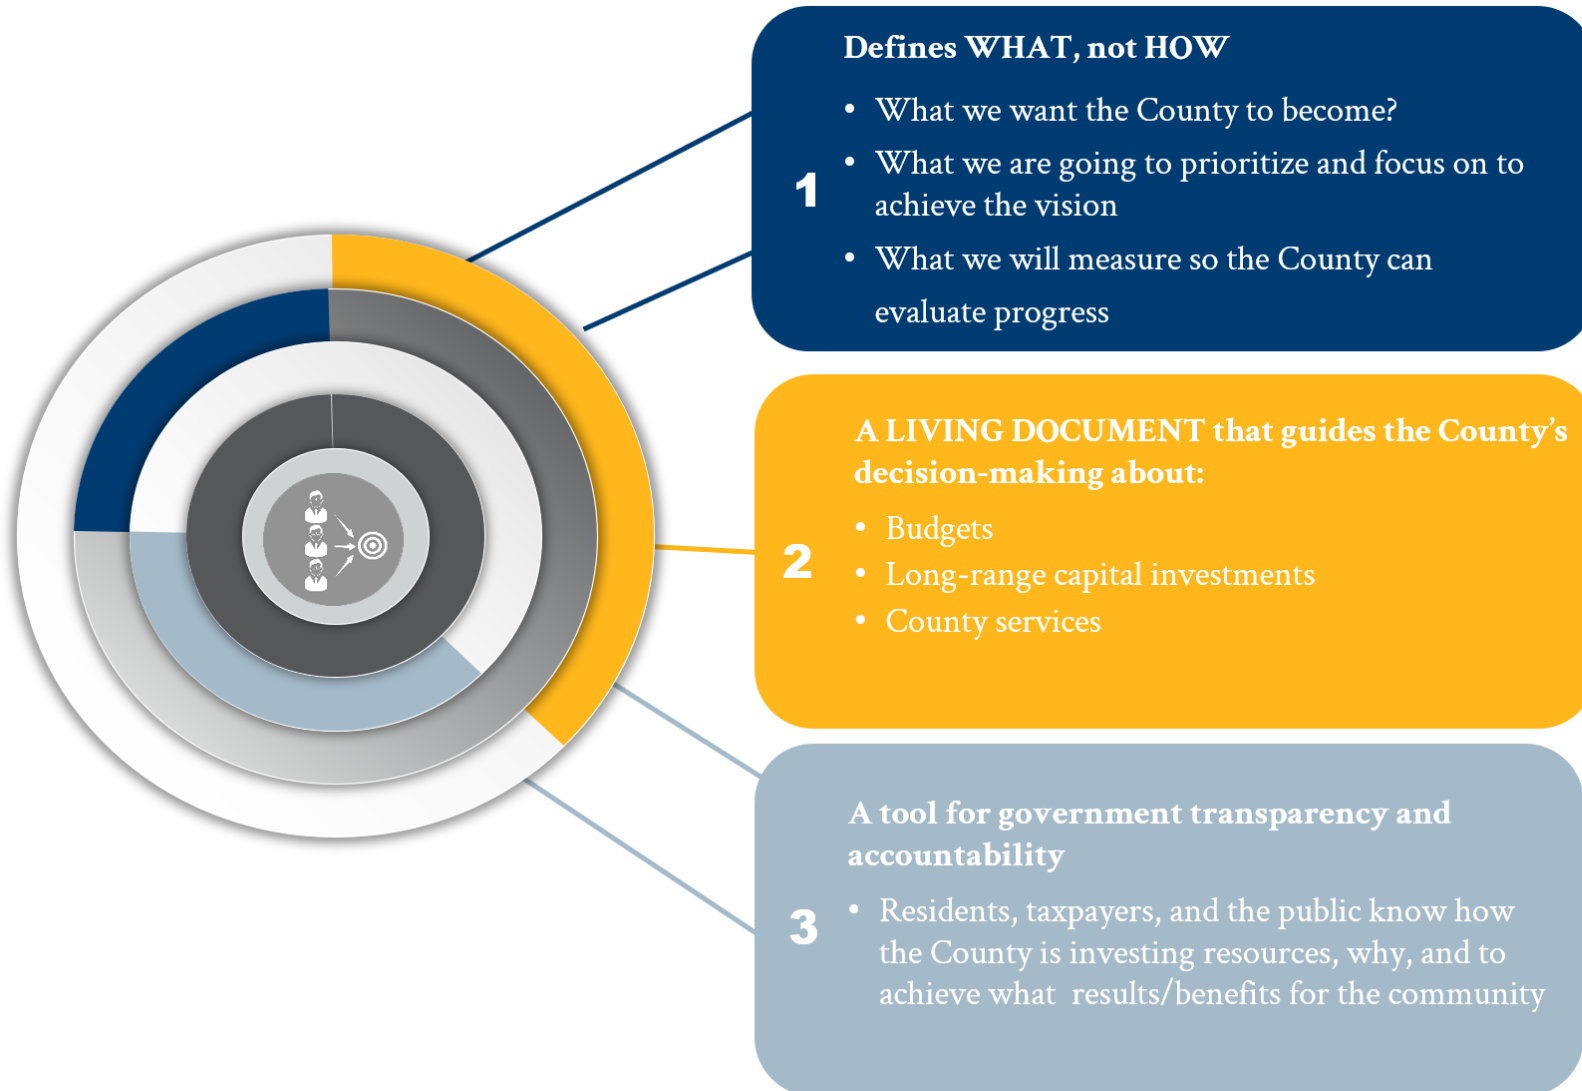 Defines WHAT, not HOW
• What we want the County to become?
• What we are going to prioritize and focus on to
achieve the vision
1
• What we will measure so the County can
evaluate progress
A LIVING DOCUMENT that guides the County's
decision-making about:
• Budgets
2
• Long-range capital investments
• County services
A tool for government transparency and
accountability
3
• Residents, taxpayers, and the public know how
the County is investing resources, why, and to
achieve what  results/benefits for the community